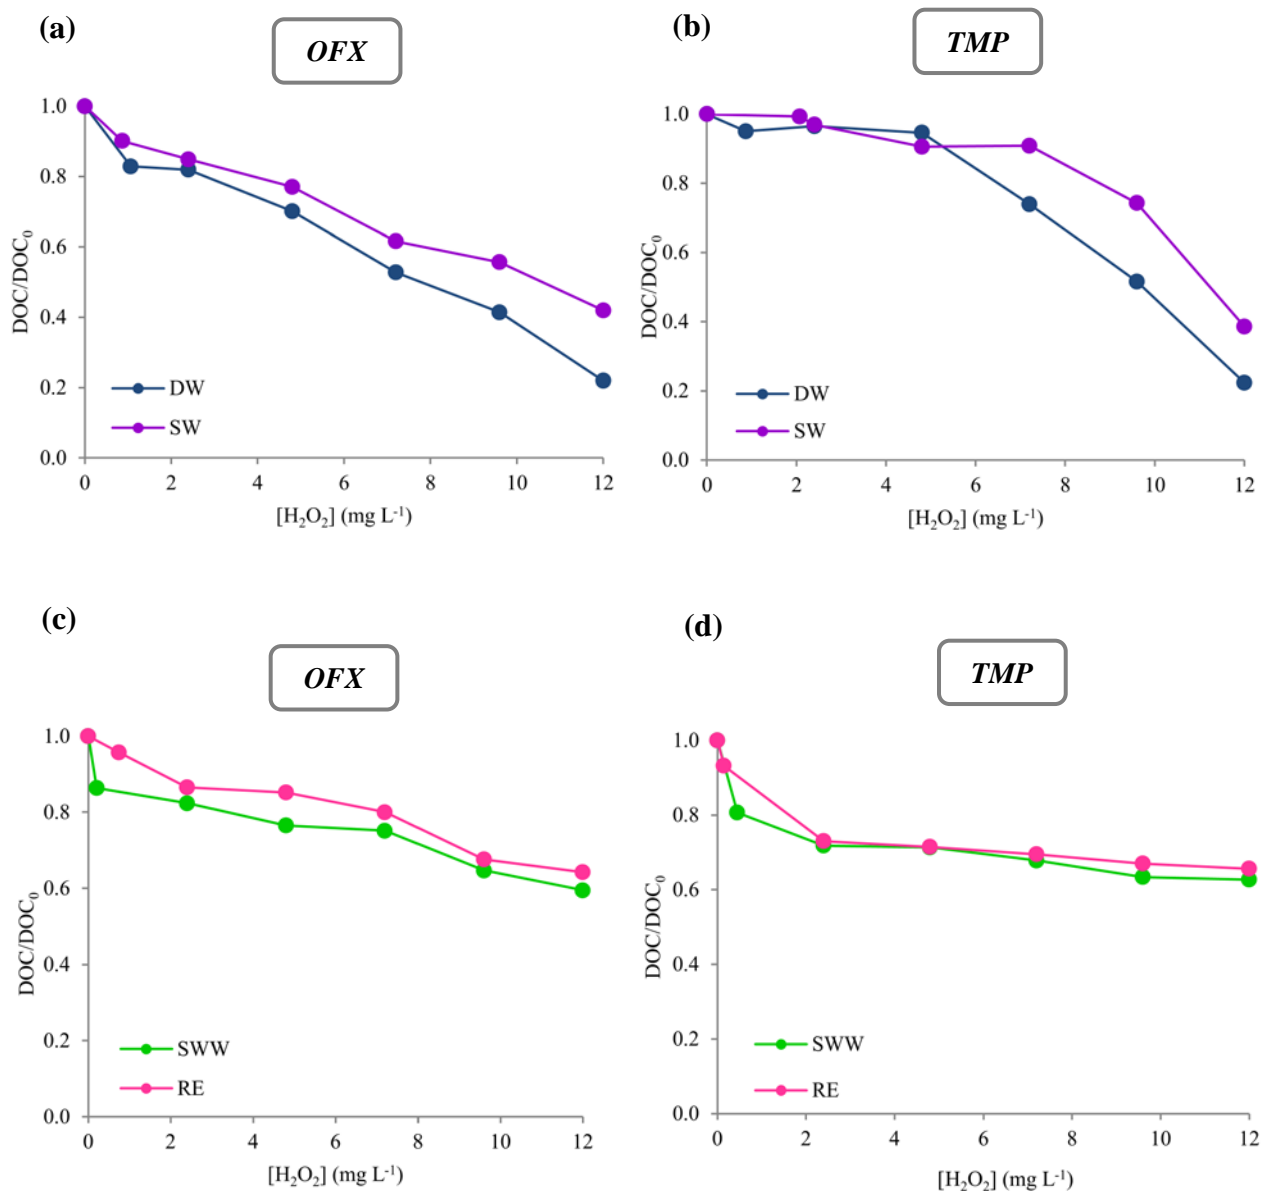 (a)
OFX
1.0
0.8
0.6
0.4
0.2
0.0
DOC/DOC₀
DW
SW
0 2 4 6 8 10 12
[H₂O₂] (mg L⁻¹)
(b)
TMP
1.0
0.8
0.6
0.4
0.2
0.0
DOC/DOC₀
DW
SW
0 2 4 6 8 10 12
[H₂O₂] (mg L⁻¹)
(c)
OFX
1.0
0.8
0.6
0.4
0.2
0.0
DOC/DOC₀
SWW
RE
0 2 4 6 8 10 12
[H₂O₂] (mg L⁻¹)
(d)
TMP
1.0
0.8
0.6
0.4
0.2
0.0
DOC/DOC₀
SWW
RE
0 2 4 6 8 10 12
[H₂O₂] (mg L⁻¹)